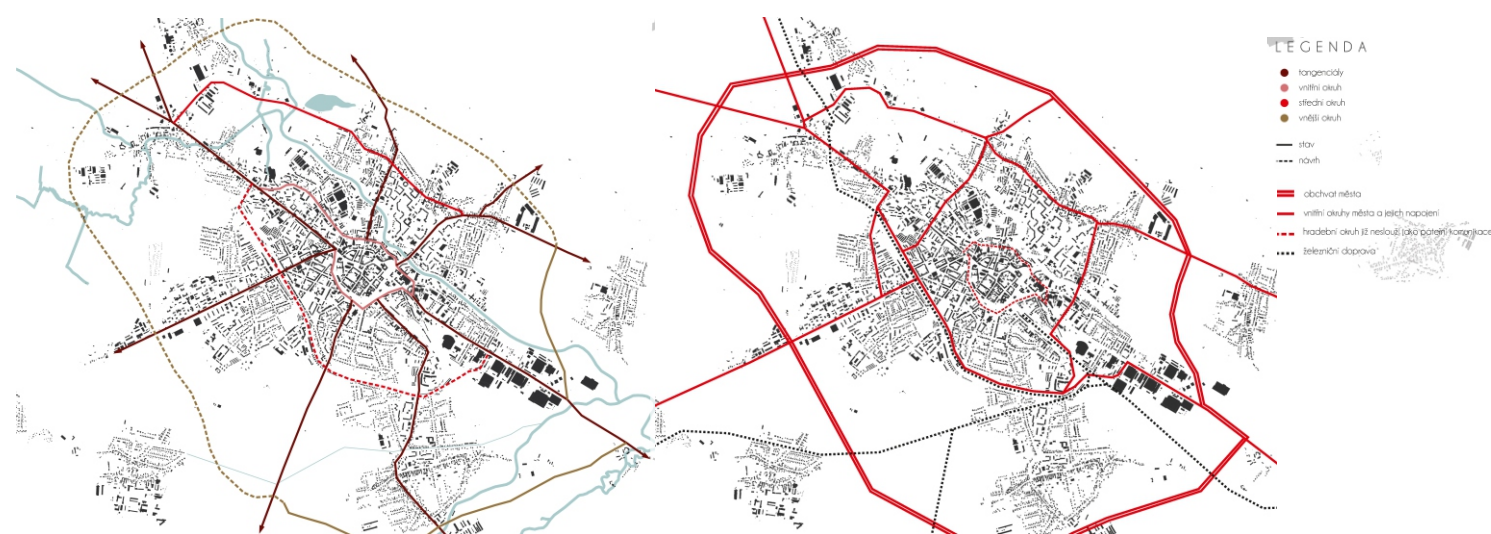 LEGENDA
tangenciály
vnitřní okruh
střední okruh
vnější okruh
stav
návrh
obchvat města
vnitřní okruhy města a jejich napojení
hradební okruh již neslouží jako páteřní komunikace
železniční doprava